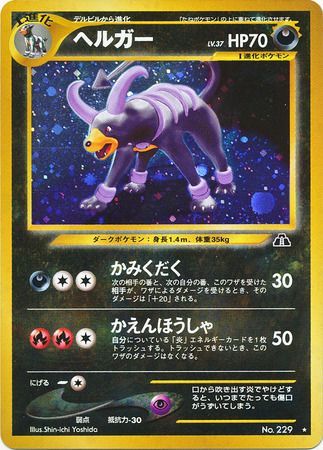 1進化
デルビルから進化
「たねポケモン」の上に重ねて進化させます。
ヘルガー LV.37 HP70
1進化ポケモン
ダークポケモン：身長1.4m、体重35kg
かみくだく 30
次の相手の番と、次の自分の番、このワザを受けた
相手が、ワザによるダメージを受けるとき、その
ダメージは「+20」される。
かえんほうしゃ 50
自分についている「炎」エネルギーカードを1枚
トラッシュする。トラッシュできないとき、この
ワザのダメージはなくなる。
にげる
弱点 抵抗力-30
口から吹き出す炎でやけどす
ると、いつまでたっても傷口
がうずいてしまう。
Illus.Shin-ichi Yoshida
No. 229 ★